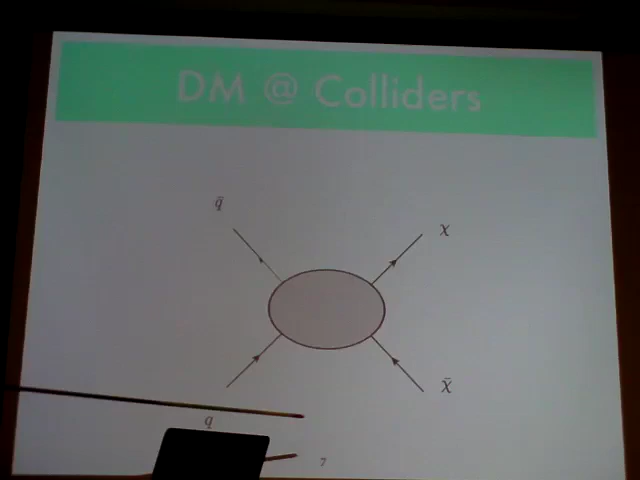 DM @ Colliders
q̄
χ
χ̄
q
7